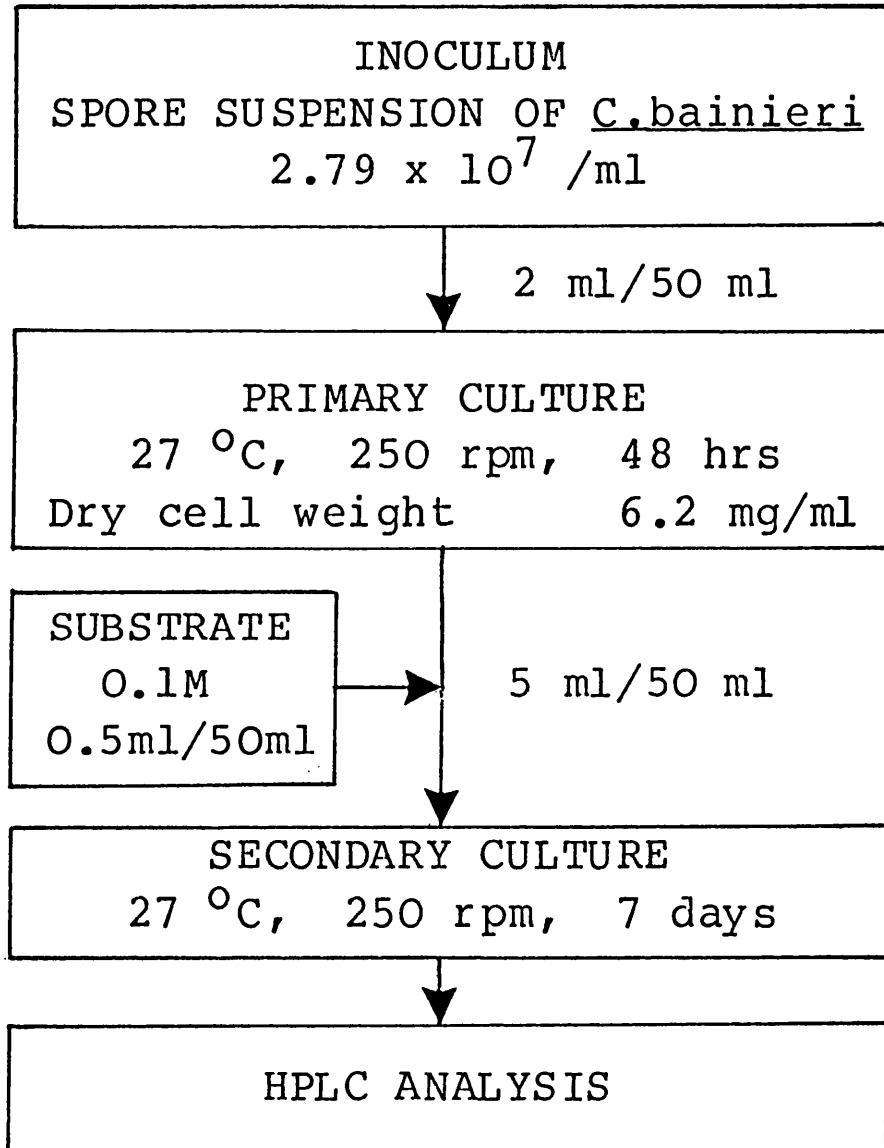 INOCULUM
SPORE SUSPENSION OF C.bainieri
2.79 x 10^7 /ml
2 ml/50 ml
PRIMARY CULTURE
27 °C, 250 rpm, 48 hrs
Dry cell weight 6.2 mg/ml
SUBSTRATE
0.1M
0.5ml/50ml
5 ml/50 ml
SECONDARY CULTURE
27 °C, 250 rpm, 7 days
HPLC ANALYSIS